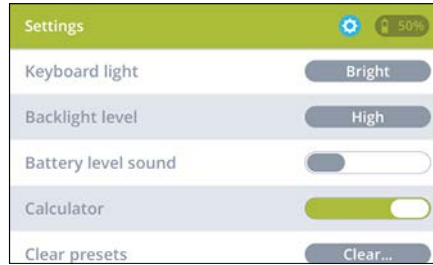 Settings 50%
Keyboard light Bright
Backlight level High
Battery level sound
Calculator
Clear presets Clear...